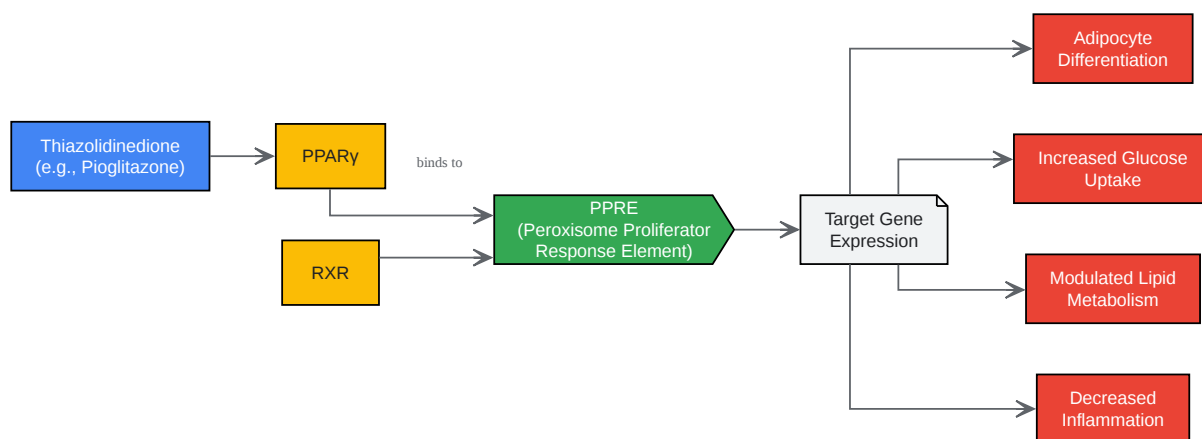 Thiazolidinedione
(e.g., Pioglitazone)
PPARγ
binds to
RXR
PPRE
(Peroxisome Proliferator
Response Element)
Target Gene
Expression
Adipocyte
Differentiation
Increased Glucose
Uptake
Modulated Lipid
Metabolism
Decreased
Inflammation